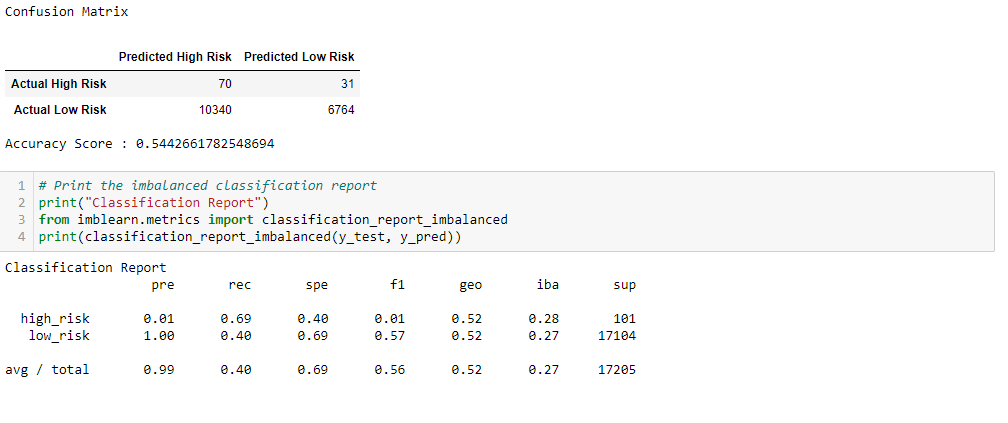 Confusion Matrix
Predicted High Risk Predicted Low Risk
Actual High Risk 70 31
Actual Low Risk 10340 6764
Accuracy Score : 0.5442661782548694
1 # Print the imbalanced classification report
2 print("Classification Report")
3 from imblearn.metrics import classification_report_imbalanced
4 print(classification_report_imbalanced(y_test, y_pred))
Classification Report
pre rec spe f1 geo iba sup
high_risk 0.01 0.69 0.40 0.01 0.52 0.28 101
low_risk 1.00 0.40 0.69 0.57 0.52 0.27 17104
avg / total 0.99 0.40 0.69 0.56 0.52 0.27 17205